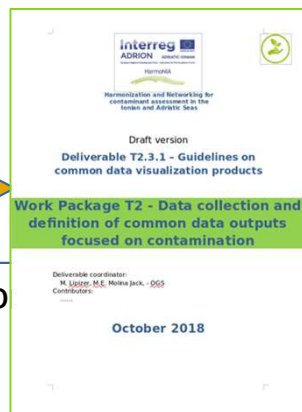 Interreg
ADRION ADRIATIC-IONIAN
HarmoNIA
Harmonization and Networking for
contaminant assessment in the
Ionian and Adriatic Seas
Draft version
Deliverable T2.3.1 - Guidelines on
common data visualization products
Work Package T2 - Data collection and
definition of common data outputs
focused on contamination
Deliverable coordinator:
M. Lipizer, M.E. Molina Jack, - OGS
Contributors:
......
October 2018